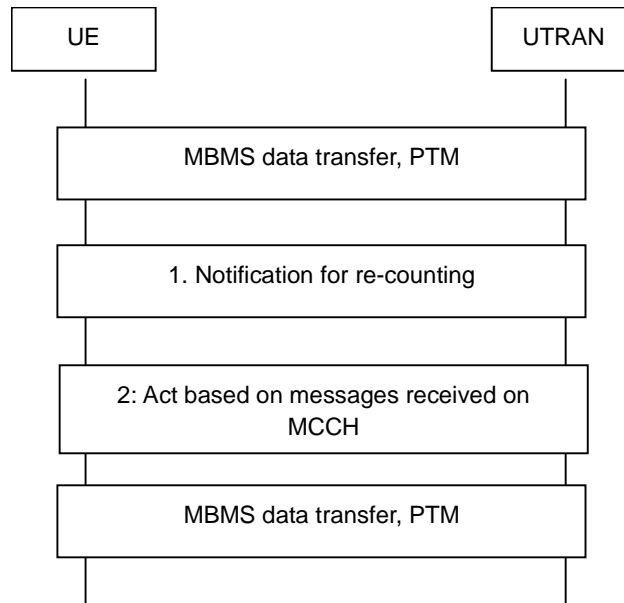 UE
UTRAN
MBMS data transfer, PTM
1. Notification for re-counting
2: Act based on messages received on
MCCH
MBMS data transfer, PTM